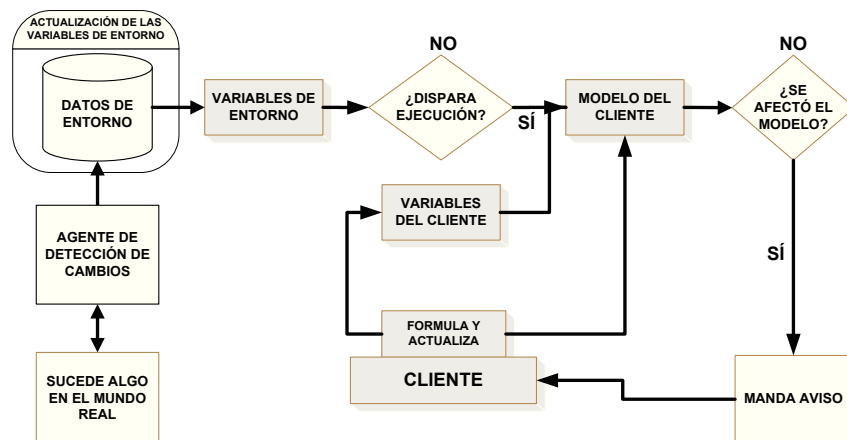 ACTUALIZACIÓN DE LAS
VARIABLES DE ENTORNO
DATOS DE
ENTORNO
VARIABLES DE
ENTORNO
NO
¿DISPARA
EJECUCIÓN?
SÍ
MODELO DEL
CLIENTE
NO
¿SE
AFECTÓ EL
MODELO?
VARIABLES
DEL CLIENTE
AGENTE DE
DETECCIÓN DE
CAMBIOS
SÍ
FORMULA Y
ACTUALIZA
CLIENTE
SUCEDE ALGO
EN EL MUNDO
REAL
MANDA AVISO